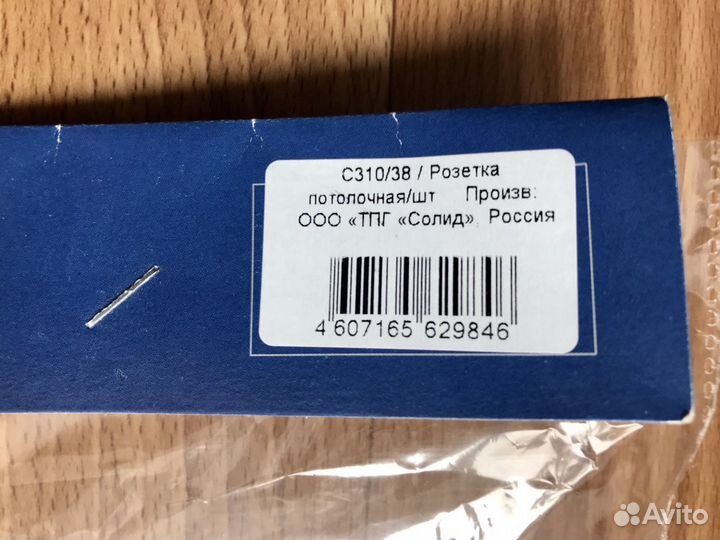 С310/38 / Розетка
потолочная/шт Произв:
ООО «ТПГ «Солид» Россия
4 607165 629846
Avito